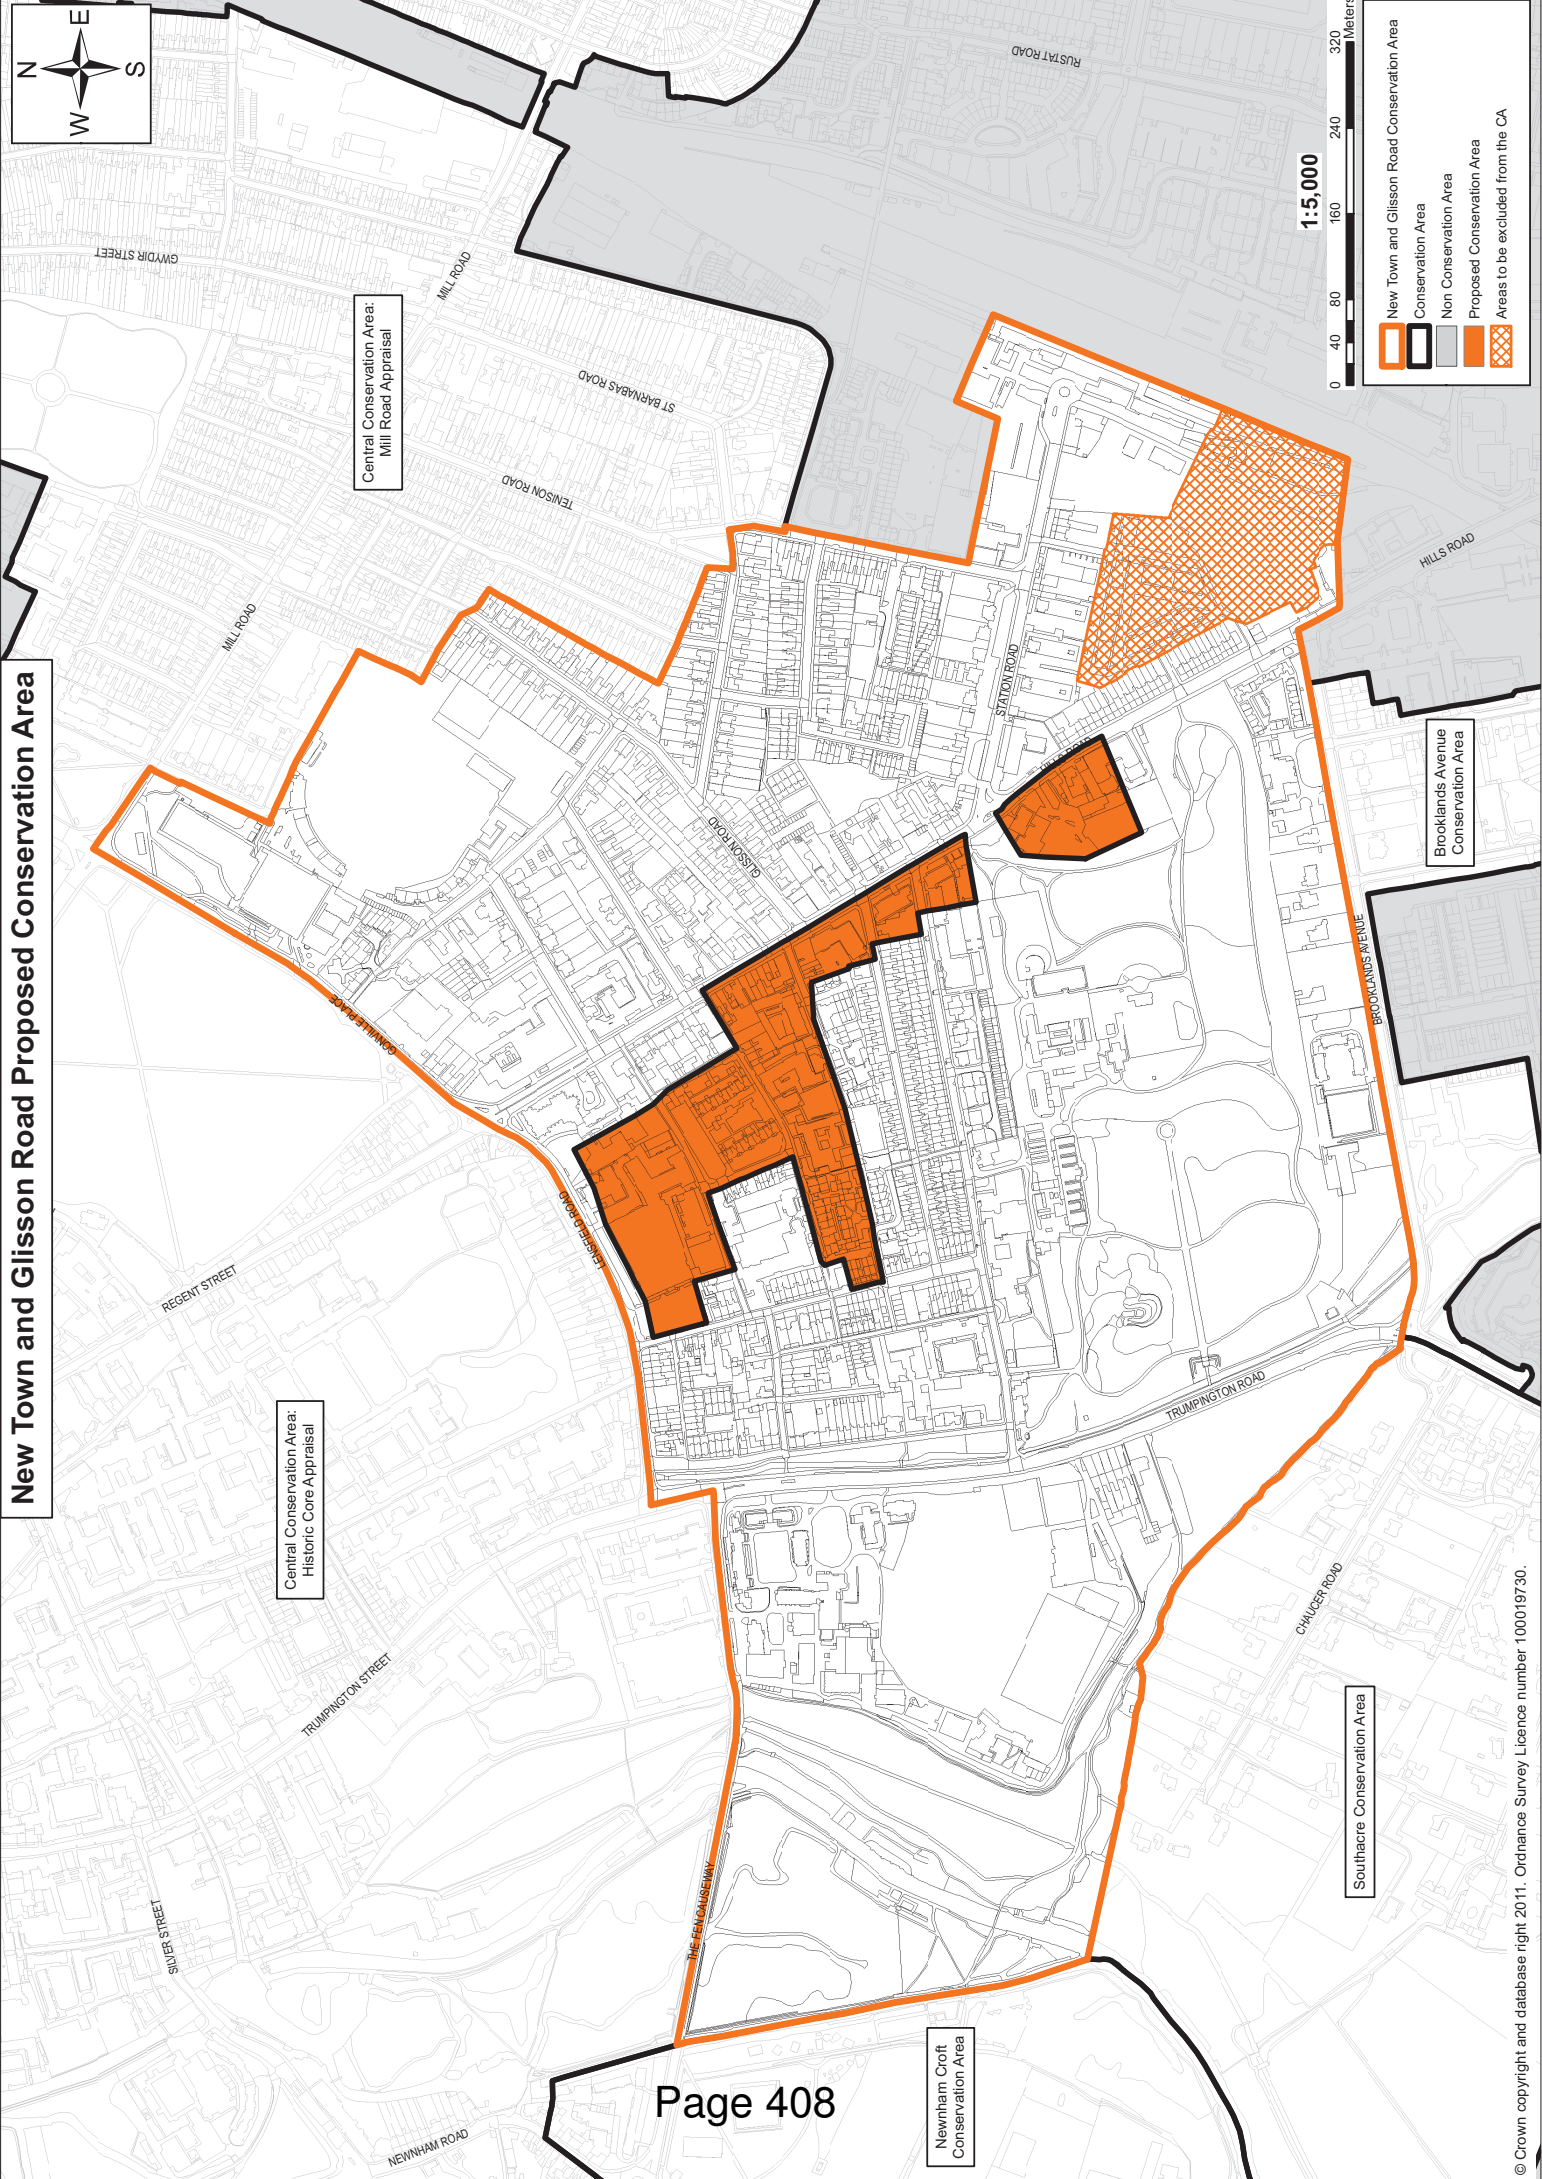 New Town and Glisson Road Proposed Conservation Area
N
W
E
S
SILVER STREET
TRUMPINGTON STREET
REGENT STREET
MILL ROAD
GWYDIR STREET
MILL ROAD
Central Conservation Area:
Historic Core Appraisal
Central Conservation Area:
Mill Road Appraisal
TENISON ROAD
ST BARNABAS ROAD
RUSTAT ROAD
NEWNHAM ROAD
THE FEN CAUSEWAY
LENSFIELD ROAD
GONVILLE PLACE
GLISSON ROAD
STATION ROAD
HILLS ROAD
HILLS ROAD
TRUMPINGTON ROAD
BROOKLANDS AVENUE
CHAUCER ROAD
Newnham Croft
Conservation Area
Southacre Conservation Area
Brooklands Avenue
Conservation Area
1:5,000
0 40 80 160 240 320
Meters
New Town and Glisson Road Conservation Area
Conservation Area
Non Conservation Area
Proposed Conservation Area
Areas to be excluded from the CA
© Crown copyright and database right 2011. Ordnance Survey Licence number 100019730.
Page 408